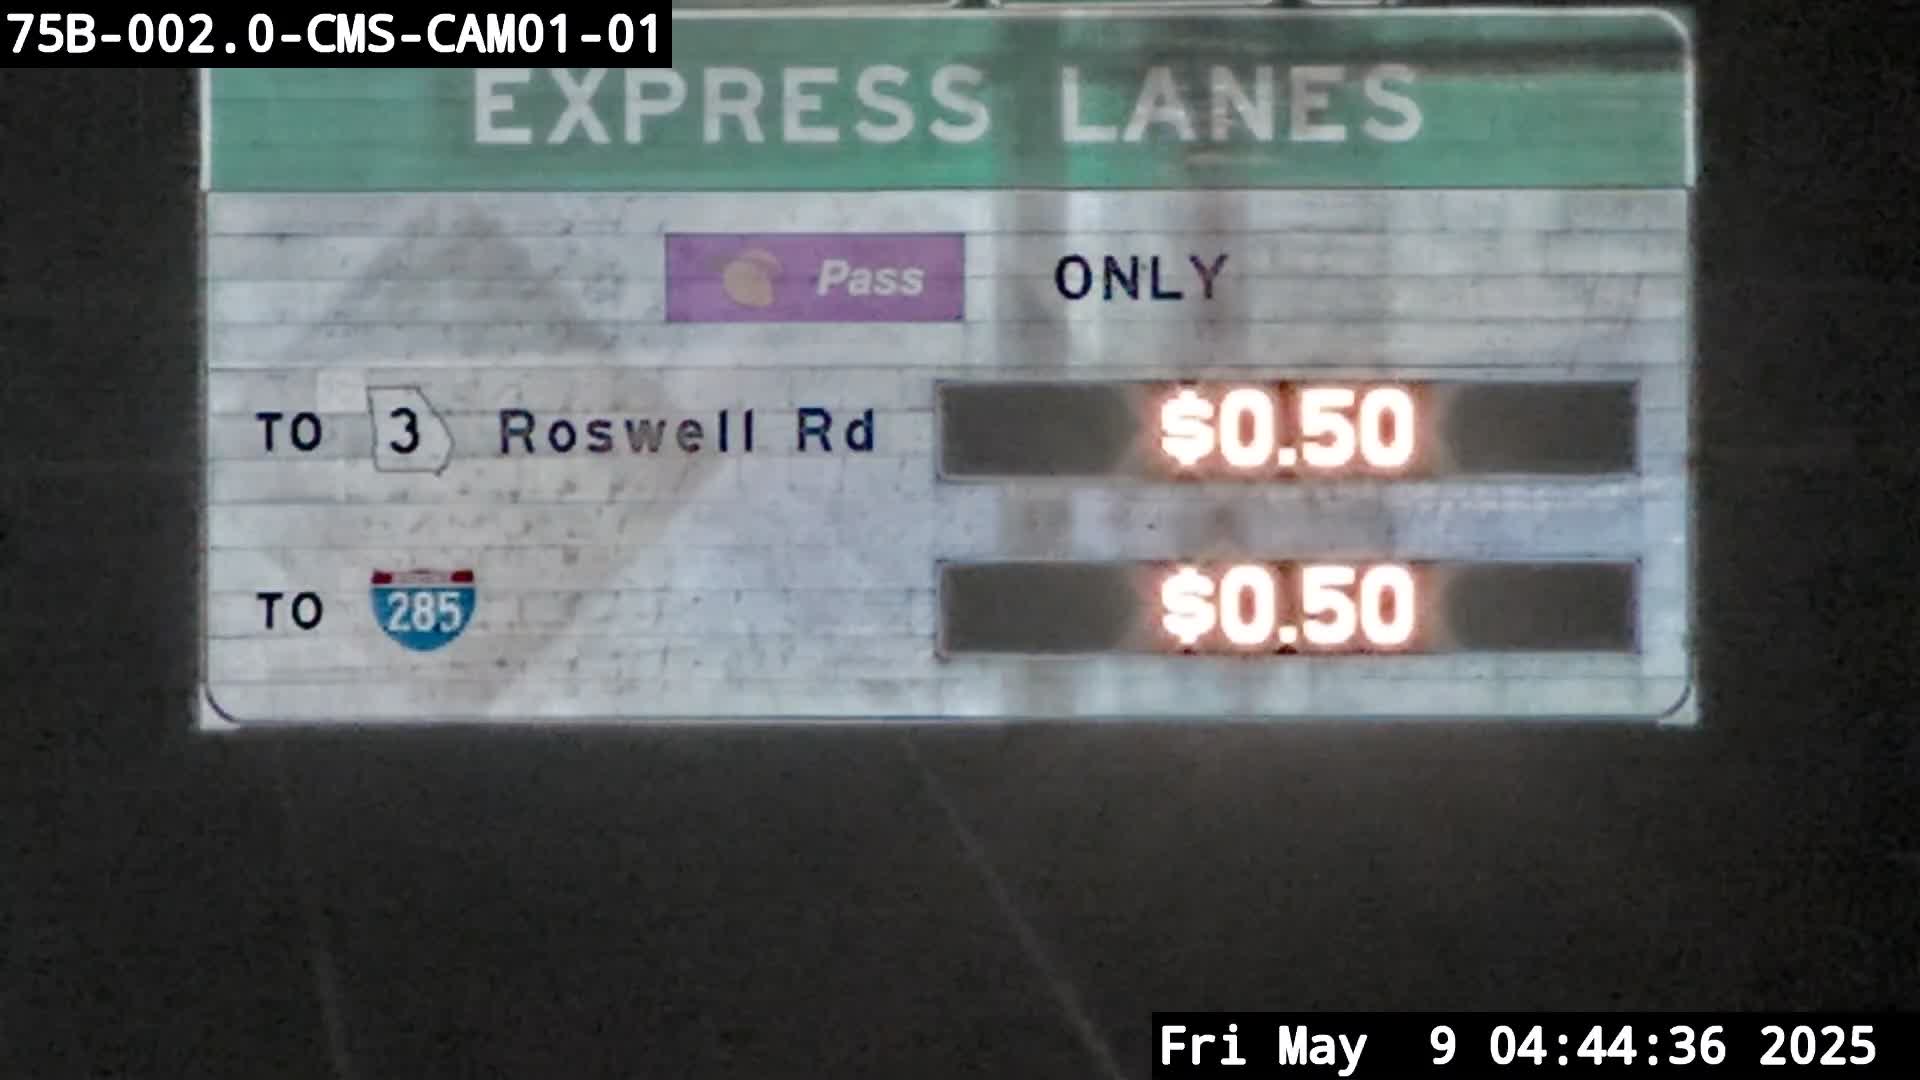 75B-002.0-CMS-CAM01-01
EXPRESS LANES
Pass ONLY
TO 3 Roswell Rd $0.50
TO 285 $0.50
Fri May 9 04:44:36 2025